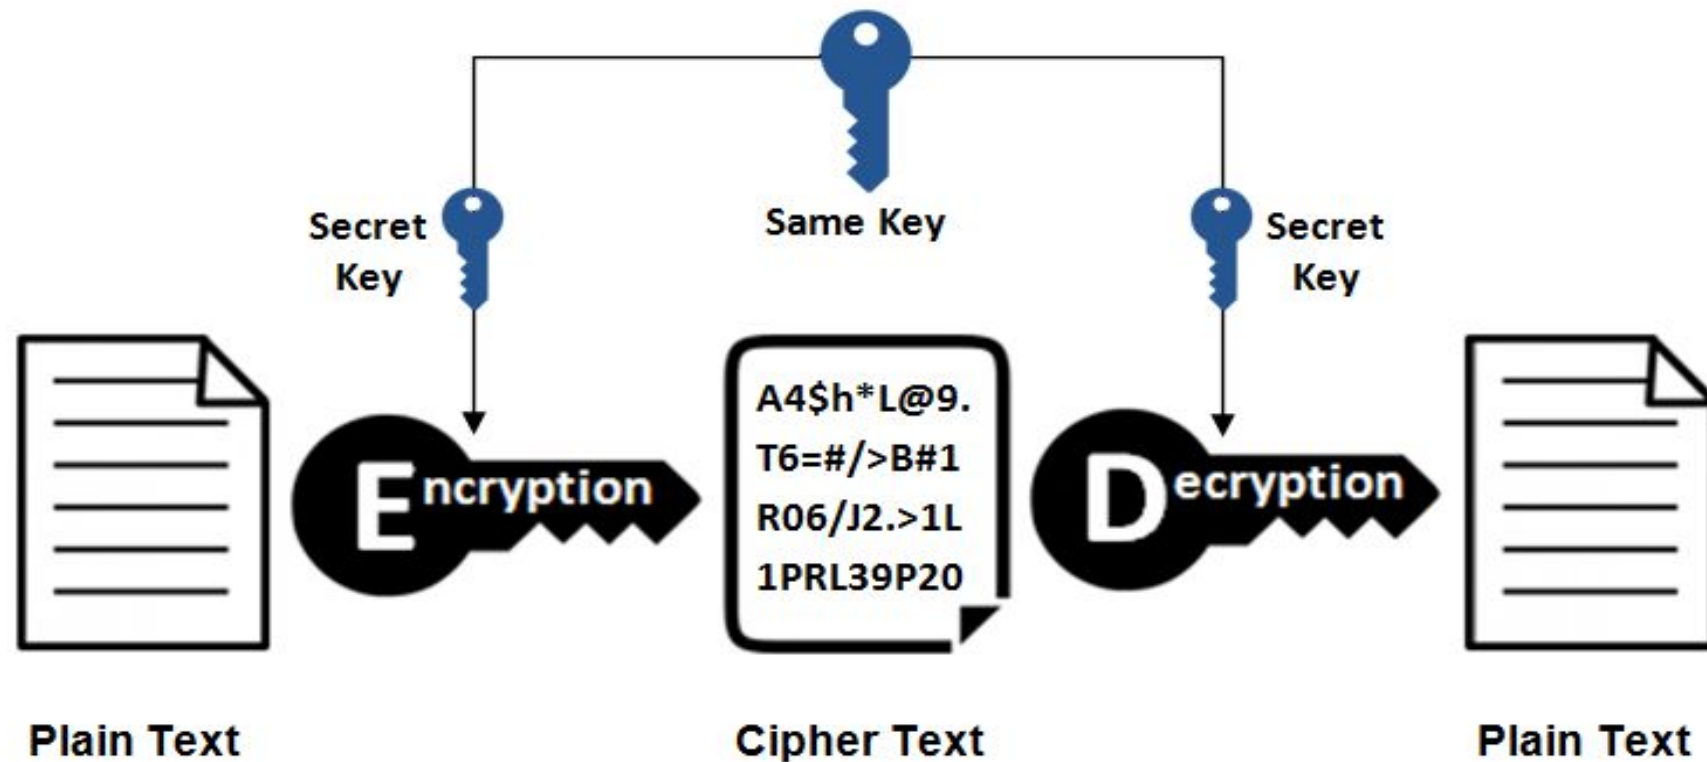 Same Key
Secret
Key
Secret
Key
Encryption
A4$h*L@9.
T6=#/>B#1
R06/J2.>1L
1PRL39P20
Decryption
Plain Text
Cipher Text
Plain Text